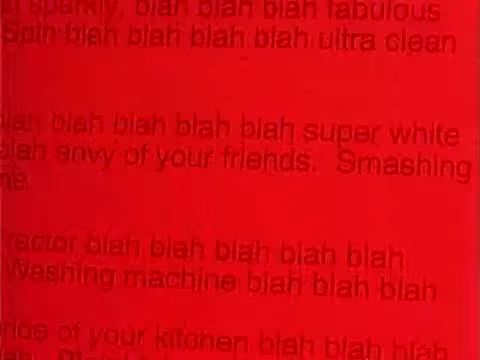 sparkly, blah blah blah fabulous
Spin blah blah blah blah ultra clean
blah blah blah blah blah super white
blah envy of your friends. Smashing
ractor blah blah blah blah blah
Washing machine blah blah blah
of your kitchen blah blah blah